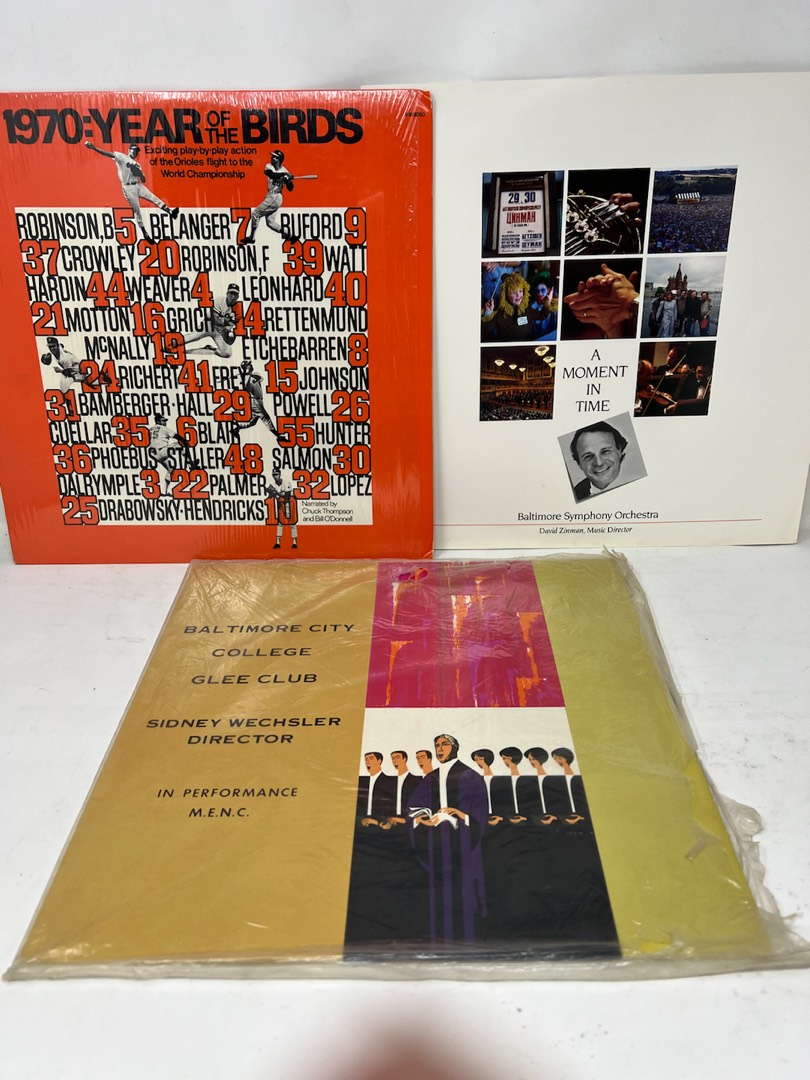 1970: YEAR OF THE BIRDS
Exciting play-by-play action
of the Orioles flight to the
World Championship
ROBINSON,B 5 BELANGER 7 BUFORD 9
37 CROWLEY 20 ROBINSON,F 39 WATT
HARDIN 44 WEAVER 4 LEONHARD 40
21 MOTTON 16 GRICH 14 RETTENMUND
MCNALLY 19 ETCHEBARREN 8
24 RICHERT 41 FREY 15 JOHNSON
31 BAMBERGER·HALL 29 POWELL 26
CUELLAR 35 6 BLAIR 55 HUNTER
36 PHOEBUS·STALLER 48 SALMON 30
DALRYMPLE 3 22 PALMER 32 LOPEZ
25 DRABOWSKY·HENDRICKS 10
Narrated by
Chuck Thompson
and Bill O'Donnell
29, 30
ЦИНМАН
A
MOMENT
IN
TIME
Baltimore Symphony Orchestra
David Zinman, Music Director
BALTIMORE CITY
COLLEGE
GLEE CLUB
SIDNEY WECHSLER
DIRECTOR
IN PERFORMANCE
M.E.N.C.